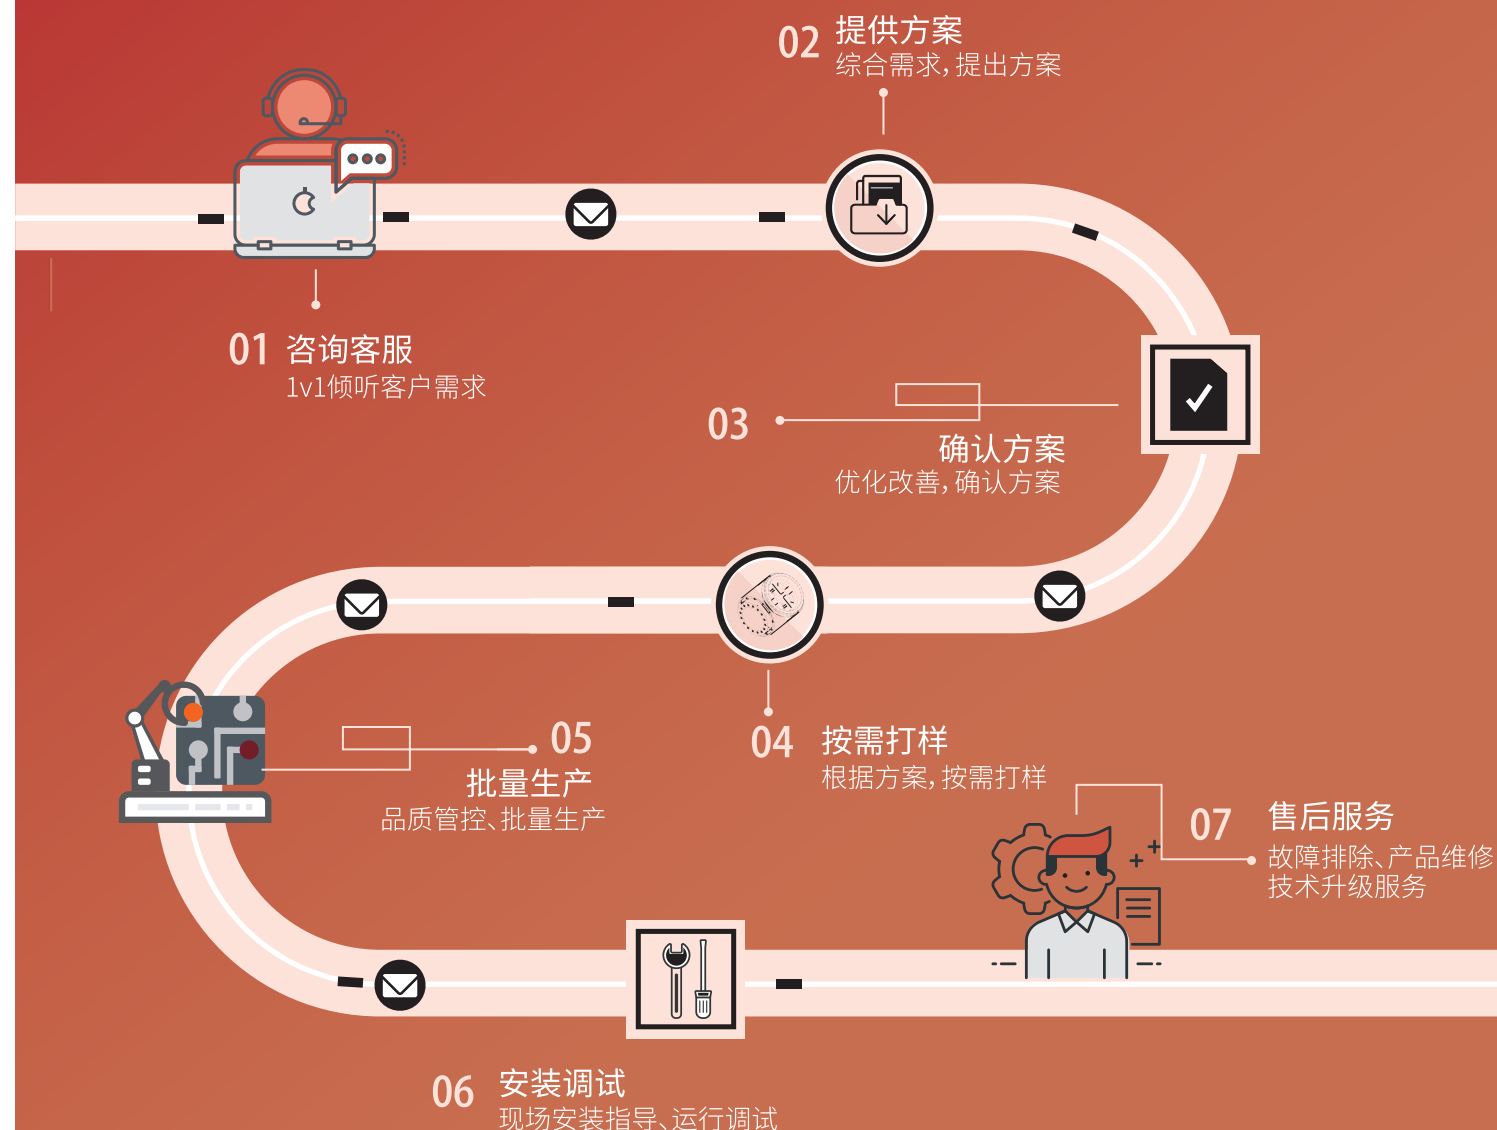 02
提供方案
综合需求,提出方案
01
咨询客服
1v1倾听客户需求
03
确认方案
优化改善,确认方案
04
按需打样
根据方案,按需打样
05
批量生产
品质管控、批量生产
07
售后服务
故障排除、产品维修
技术升级服务
06
安装调试
现场安装指导、运行调试